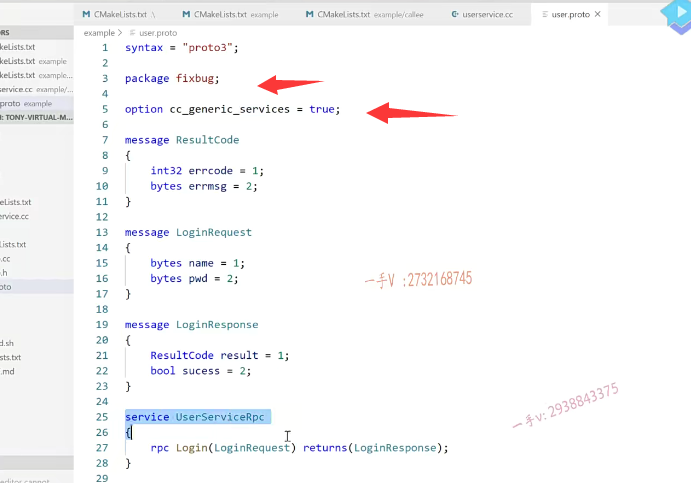 CMakeLists.txt \
CMakeLists.txt example
CMakeLists.txt example/callee
userservice.cc
user.proto ×
example > user.proto
1 syntax = "proto3";
2
3 package fixbug;
4
5 option cc_generic_services = true;
6
7 message ResultCode
8 {
9 int32 errcode = 1;
10 bytes errmsg = 2;
11 }
12
13 message LoginRequest
14 {
15 bytes name = 1;
16 bytes pwd = 2;
17 }
18
19 message LoginResponse
20 {
21 ResultCode result = 1;
22 bool sucess = 2;
23 }
24
25 service UserServiceRpc
26 {
27 rpc Login(LoginRequest) returns(LoginResponse);
28 }
29
ORS
akeLists.txt
akeLists.txt example
akeLists.txt example...
ervice.cc example/...
proto example
: TONY-VIRTUAL-M...
keLists.txt
ervice.cc
Lists.txt
.cc
.h
oto
d.sh
sts.txt
.md
editor cannot
一手V :2732168745
一手v: 2938843375